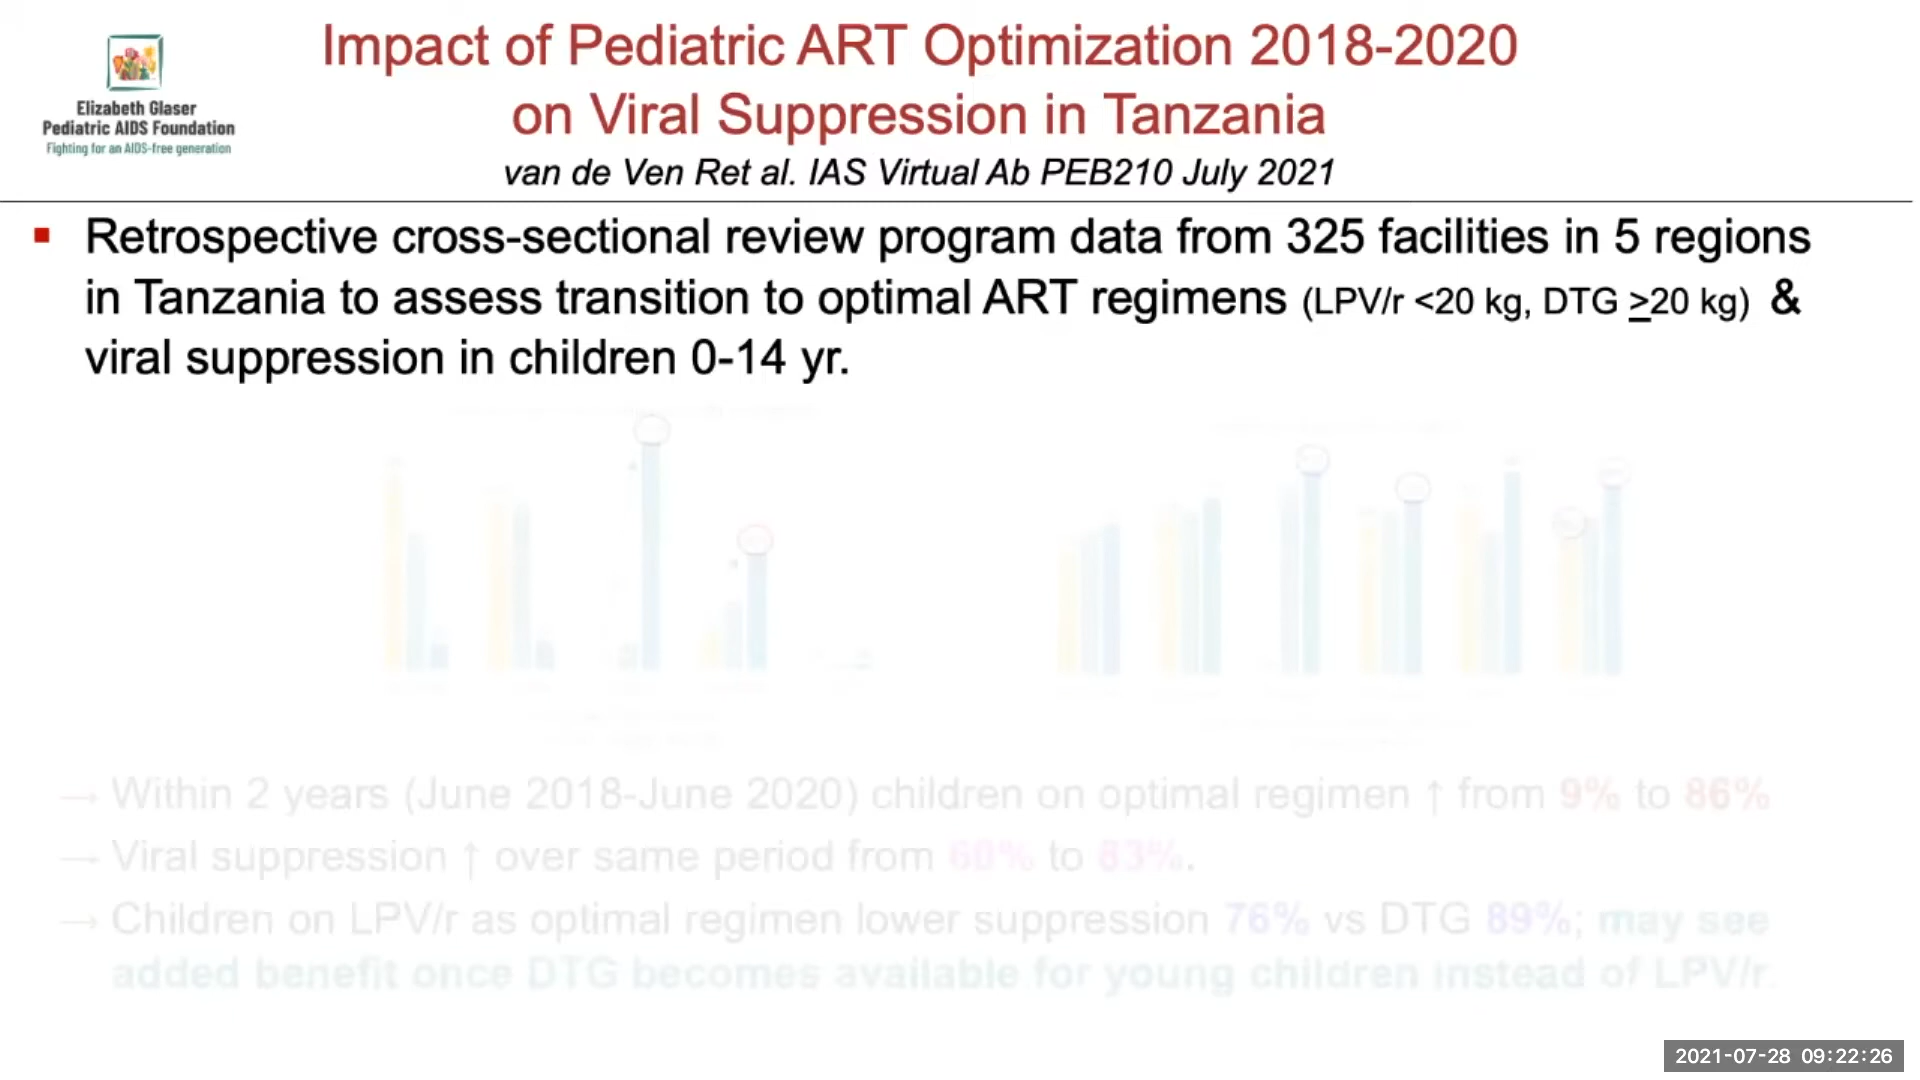 Elizabeth Glaser
Pediatric AIDS Foundation
Fighting for an AIDS-free generation
Impact of Pediatric ART Optimization 2018-2020
on Viral Suppression in Tanzania
van de Ven Ret al. IAS Virtual Ab PEB210 July 2021
▪ Retrospective cross-sectional review program data from 325 facilities in 5 regions
in Tanzania to assess transition to optimal ART regimens (LPV/r <20 kg, DTG ≥20 kg) &
viral suppression in children 0-14 yr.
→ Within 2 years (June 2018-June 2020) children on optimal regimen ↑ from 9% to 86%
→ Viral suppression ↑ over same period from to 83%.
→ Children on LPV/r as optimal regimen lower suppression 76% vs DTG 89%; may see
added benefit once DTG becomes available for young children instead of LPV/r.
2021-07-28 09:22:26